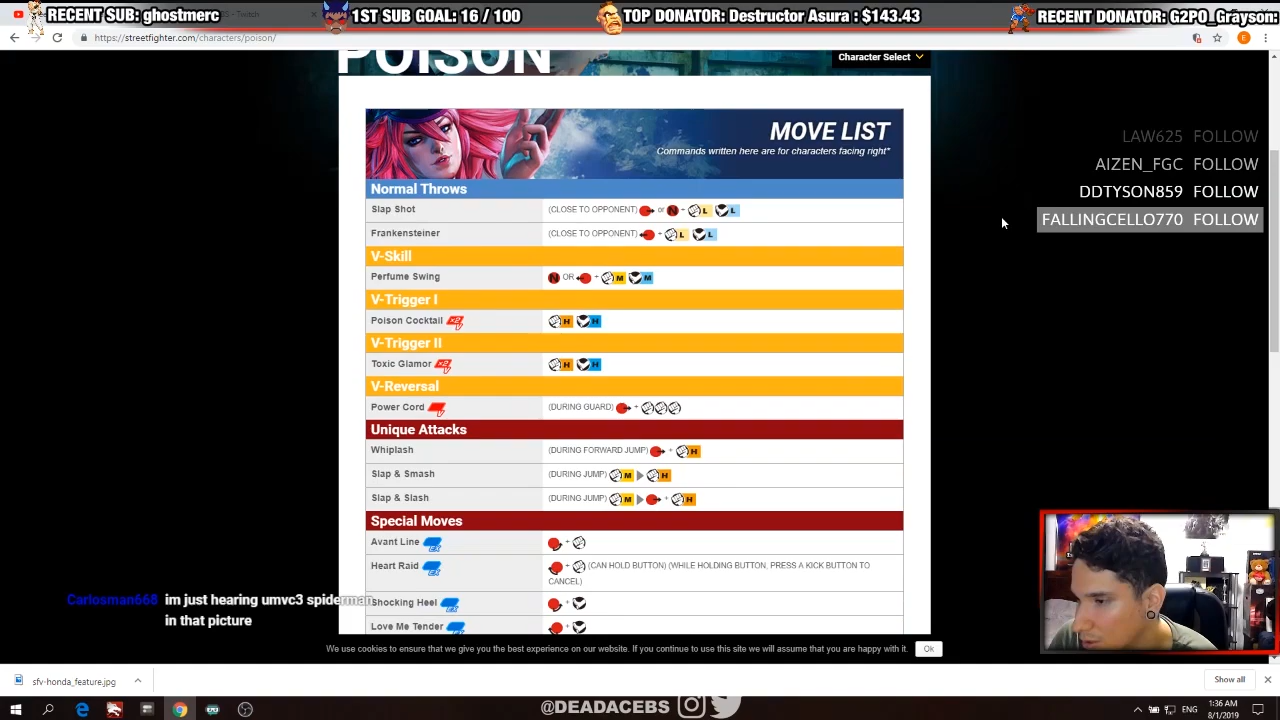 RECENT SUB: ghostmerc
1ST SUB GOAL: 16 / 100
TOP DONATOR: Destructor Asura : $143.43
RECENT DONATOR: G2PO_Grayson:
https://streetfighter.com/characters/poison/
E
POISON
Character Select
MOVE LIST
Commands written here are for characters facing right*
LAW625 FOLLOW
AIZEN_FGC FOLLOW
DDTYSON859 FOLLOW
FALLINGCELLO770 FOLLOW
Normal Throws
Slap Shot (CLOSE TO OPPONENT) or N + L L
Frankensteiner (CLOSE TO OPPONENT) + L L
V-Skill
Perfume Swing N OR + M M
V-Trigger I
Poison Cocktail x2 V H H
V-Trigger II
Toxic Glamor x2 V H H
V-Reversal
Power Cord V (DURING GUARD) +
Unique Attacks
Whiplash (DURING FORWARD JUMP) + H
Slap & Smash (DURING JUMP) M H
Slap & Slash (DURING JUMP) M + H
Special Moves
Avant Line EX +
Heart Raid EX + (CAN HOLD BUTTON) (WHILE HOLDING BUTTON, PRESS A KICK BUTTON TO
CANCEL)
Shocking Heel EX +
Love Me Tender +
Carlosman668 im just hearing umvc3 spiderman
in that picture
We use cookies to ensure that we give you the best experience on our website. If you continue to use this site we will assume that you are happy with it. Ok
sfv-honda_feature.jpg
Show all
@DEADACEBS
ENG
1:36 AM
8/1/2019